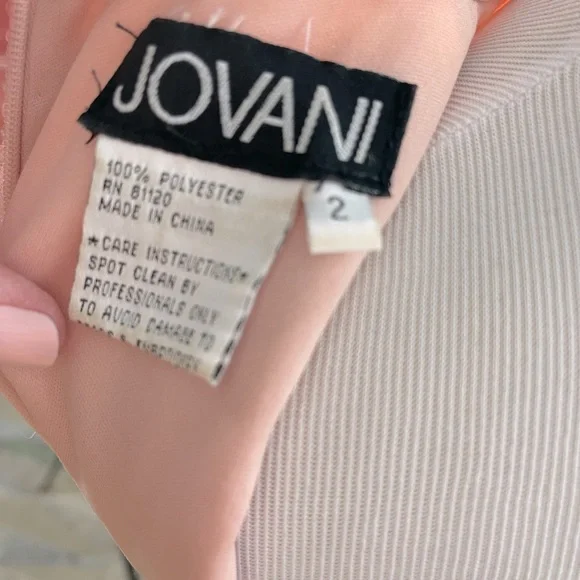 JOVANI
2
100% POLYESTER
RN 81120
MADE IN CHINA
*CARE INSTRUCTIONS*
SPOT CLEAN BY
PROFESSIONALS ONLY
TO AVOID DAMAGE TO